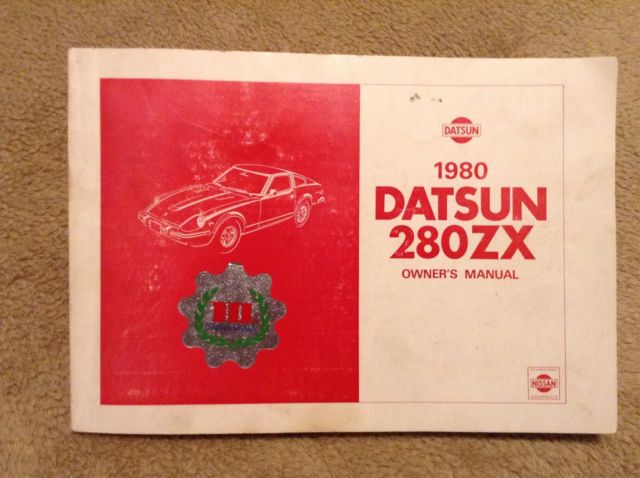 DATSUN
1980
DATSUN
280ZX
OWNER'S MANUAL
NISSAN